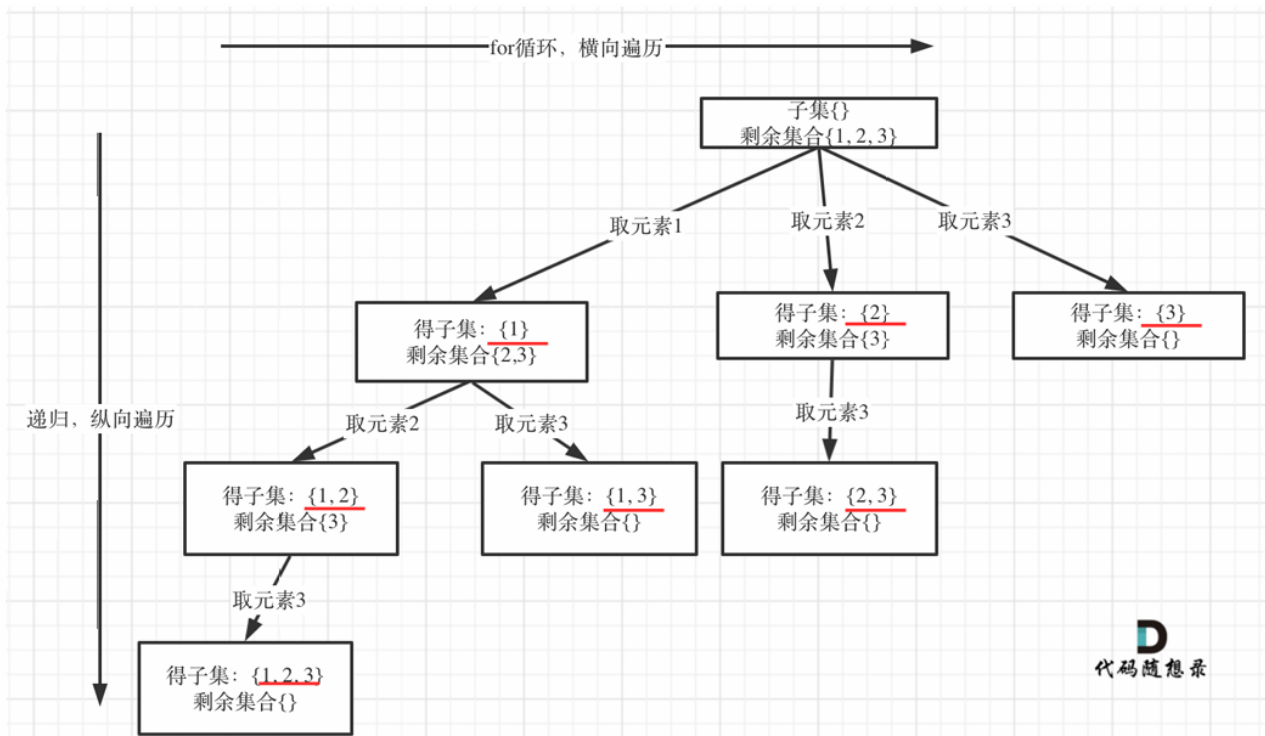 for循环，横向遍历
子集{}
剩余集合{1, 2, 3}
取元素1
取元素2
取元素3
得子集：{1}
剩余集合{2,3}
得子集：{2}
剩余集合{3}
得子集：{3}
剩余集合{}
递归，纵向遍历
取元素2
取元素3
取元素3
得子集：{1, 2}
剩余集合{3}
得子集：{1, 3}
剩余集合{}
得子集：{2, 3}
剩余集合{}
取元素3
得子集：{1, 2, 3}
剩余集合{}
代码随想录